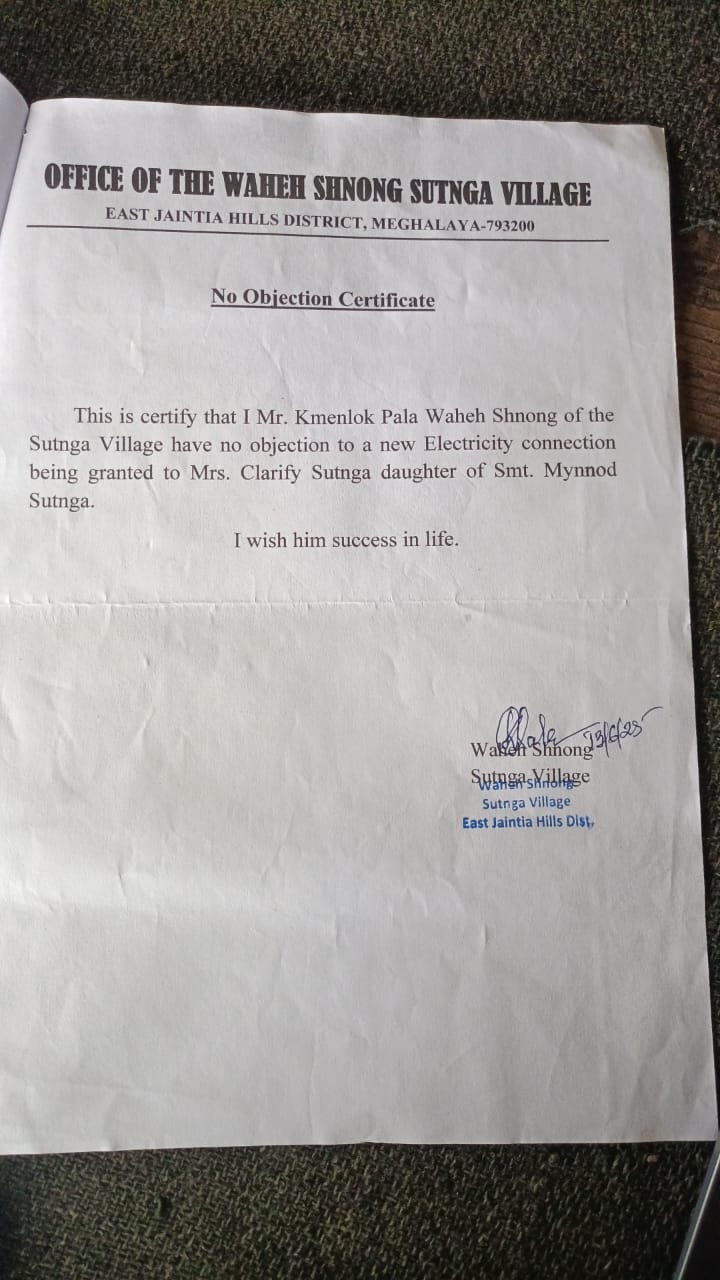 OFFICE OF THE WAHEH SHNONG SUTNGA VILLAGE
EAST JAINTIA HILLS DISTRICT, MEGHALAYA-793200
No Objection Certificate
This is certify that I Mr. Kmenlok Pala Waheh Shnong of the
Sutnga Village have no objection to a new Electricity connection
being granted to Mrs. Clarify Sutnga daughter of Smt. Mynnod
Sutnga.
I wish him success in life.
13/6/25
Waheh Shnong
Sutnga Village
Waheh Shnong
Sutnga Village
East Jaintia Hills Dist.